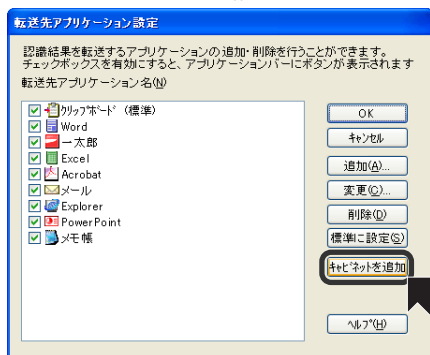 転送先アプリケーション設定
認識結果を転送するアプリケーションの追加・削除を行うことができます。
チェックボックスを有効にすると、アプリケーションバーにボタンが表示されます
転送先アプリケーション名(N)
ｸﾘｯﾌﾟﾎﾞｰﾄﾞ (標準)
Word
一太郎
Excel
Acrobat
メール
Explorer
PowerPoint
メモ帳
OK
ｷｬﾝｾﾙ
追加(A)...
変更(C)...
削除(D)
標準に設定(S)
ｷｬﾋﾞﾈｯﾄを追加
ﾍﾙﾌﾟ(H)